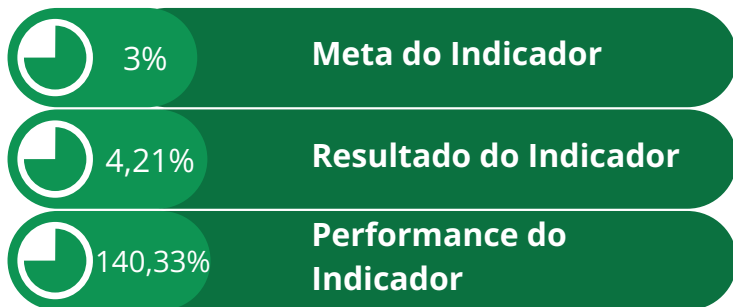 3%
Meta do Indicador
4,21%
Resultado do Indicador
140,33%
Performance do
Indicador